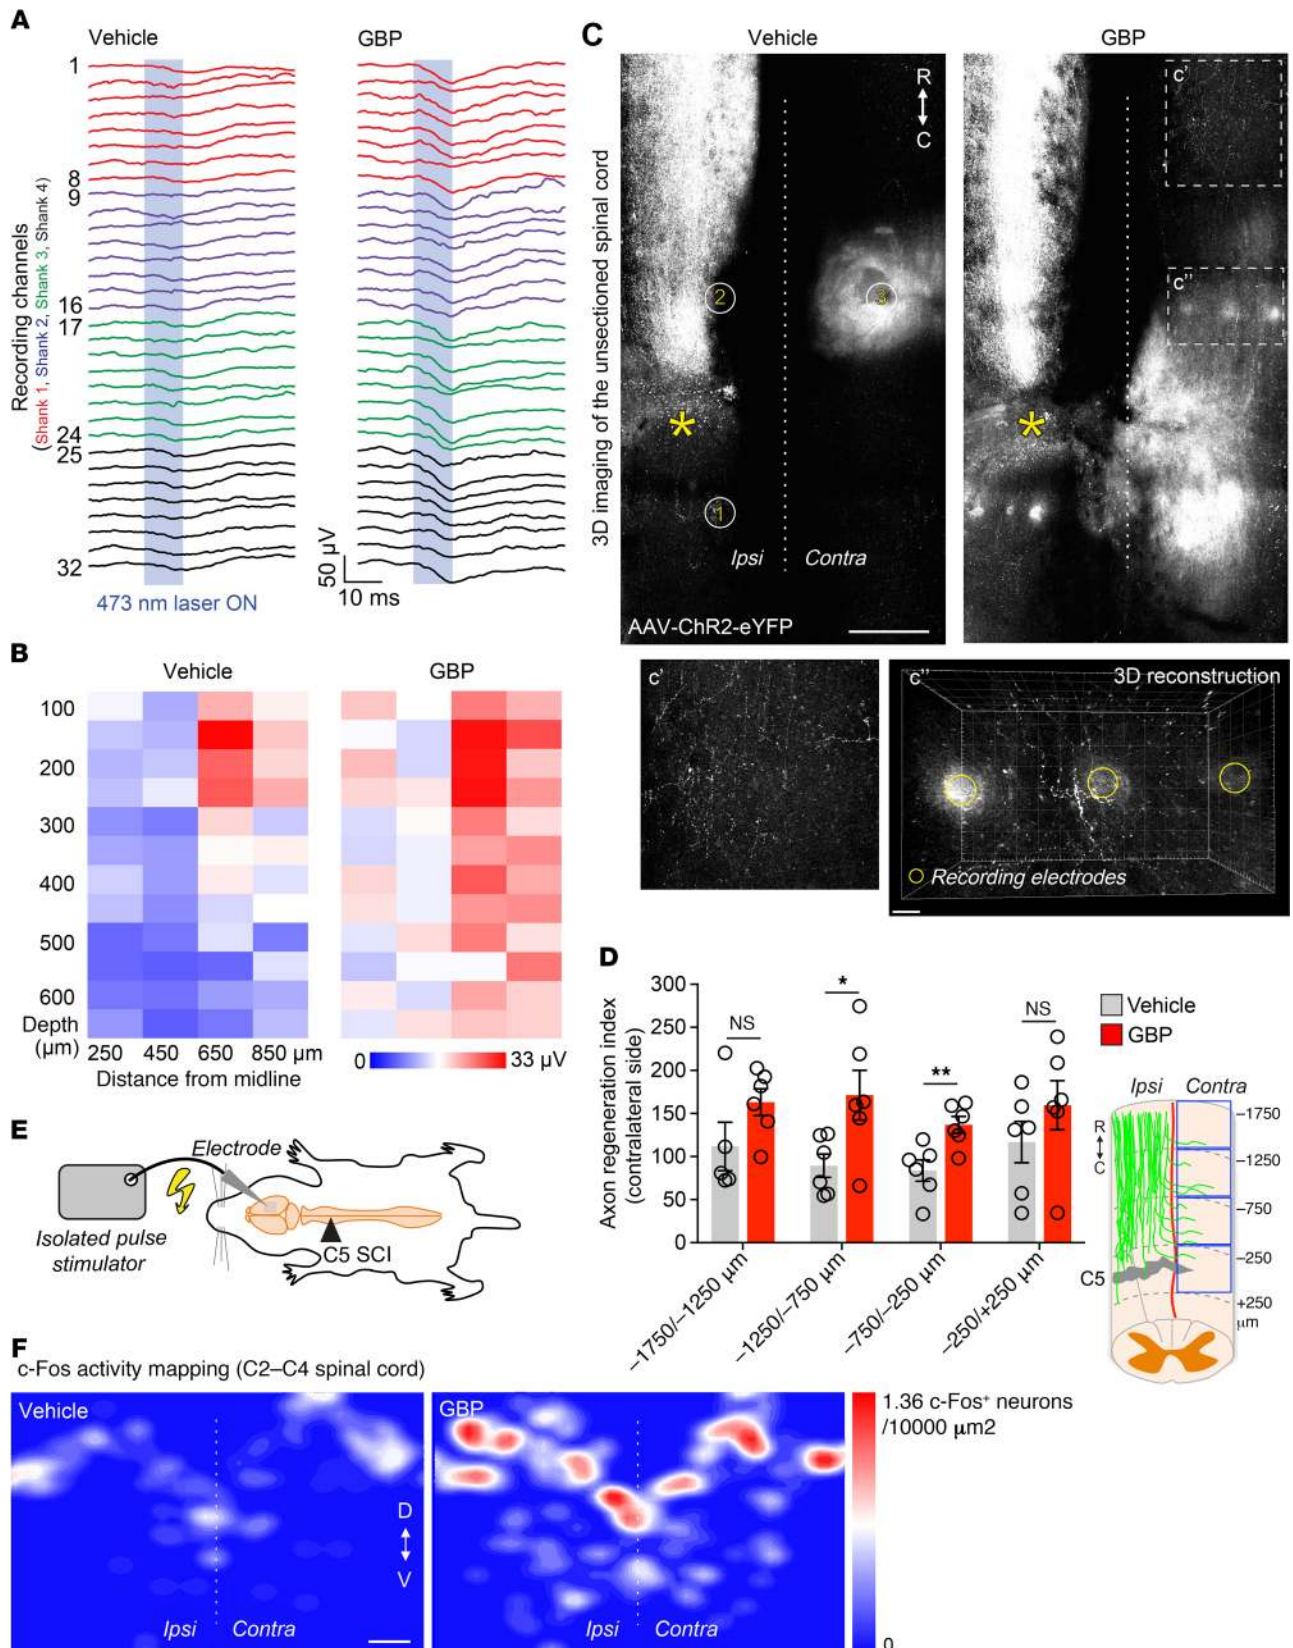 A
Vehicle
GBP
Recording channels
(Shank 1, Shank 2, Shank 3, Shank 4)
1
8
9
16
17
24
25
32
473 nm laser ON
50 µV
10 ms
B
Vehicle
GBP
100
200
300
400
500
600
Depth
(µm)
250 450 650 850 µm
Distance from midline
0
33 µV
C
Vehicle
GBP
3D imaging of the unsectioned spinal cord
R
C
c'
c''
2
3
*
*
1
Ipsi
Contra
AAV-ChR2-eYFP
c'
c''
3D reconstruction
Recording electrodes
D
Axon regeneration index
(contralateral side)
300
250
200
150
100
50
0
NS
*
**
NS
–1750/–1250 µm
–1250/–750 µm
–750/–250 µm
–250/+250 µm
Vehicle
GBP
Ipsi
Contra
R
C
–1750
–1250
–750
–250
+250
µm
C5
E
Electrode
Isolated pulse
stimulator
C5 SCI
F
c-Fos activity mapping (C2–C4 spinal cord)
Vehicle
GBP
D
V
Ipsi
Contra
Ipsi
Contra
1.36 c-Fos⁺ neurons
/10000 µm2
0